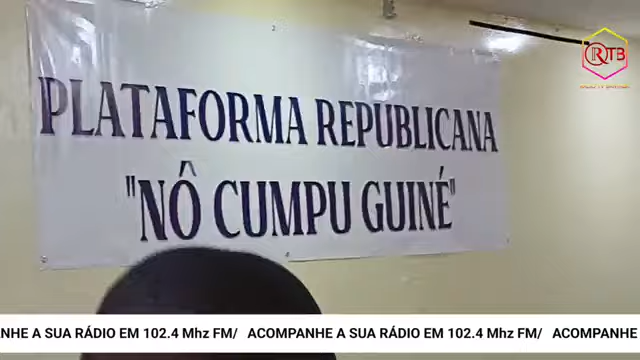 PLATAFORMA REPUBLICANA
"NÔ CUMPU GUINÉ"
RTB
ANHE A SUA RÁDIO EM 102.4 Mhz FM/ ACOMPANHE A SUA RÁDIO EM 102.4 Mhz FM/ ACOMPANHE